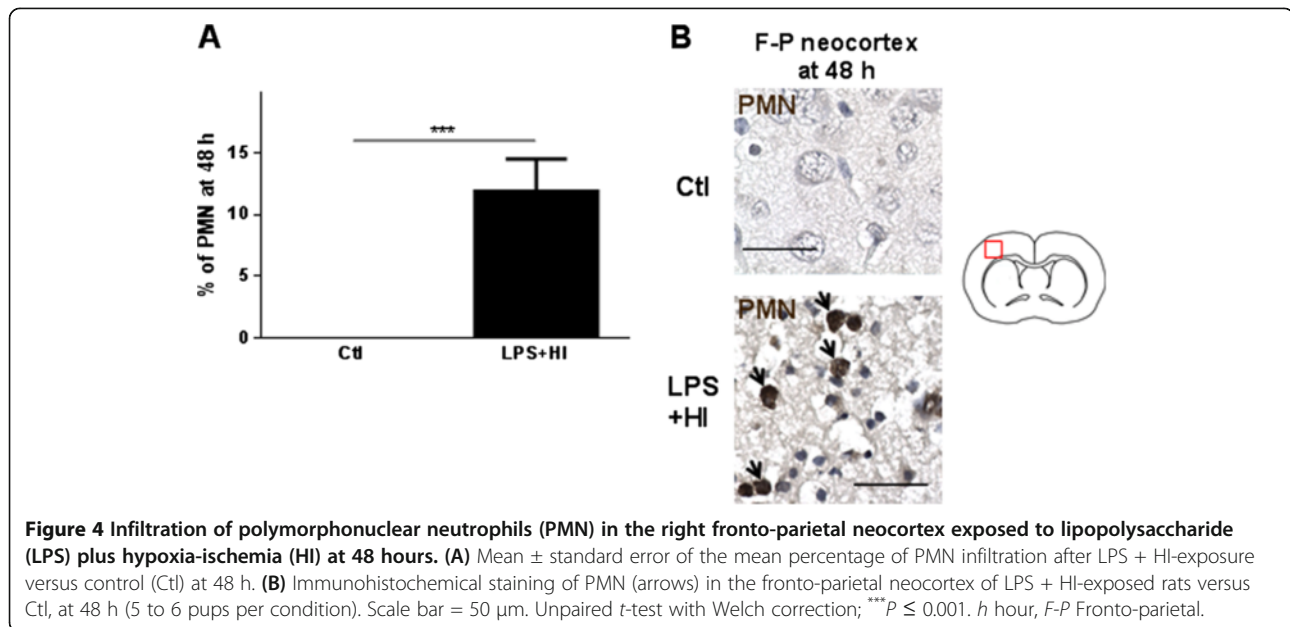 A
% of PMN at 48 h
15
10
5
0
***
Ctl
LPS+HI
B
F-P neocortex
at 48 h
PMN
Ctl
PMN
LPS
+HI
Figure 4 Infiltration of polymorphonuclear neutrophils (PMN) in the right fronto-parietal neocortex exposed to lipopolysaccharide
(LPS) plus hypoxia-ischemia (HI) at 48 hours. (A) Mean ± standard error of the mean percentage of PMN infiltration after LPS + HI-exposure
versus control (Ctl) at 48 h. (B) Immunohistochemical staining of PMN (arrows) in the fronto-parietal neocortex of LPS + HI-exposed rats versus
Ctl, at 48 h (5 to 6 pups per condition). Scale bar = 50 μm. Unpaired t-test with Welch correction; ***P ≤ 0.001. h hour, F-P Fronto-parietal.